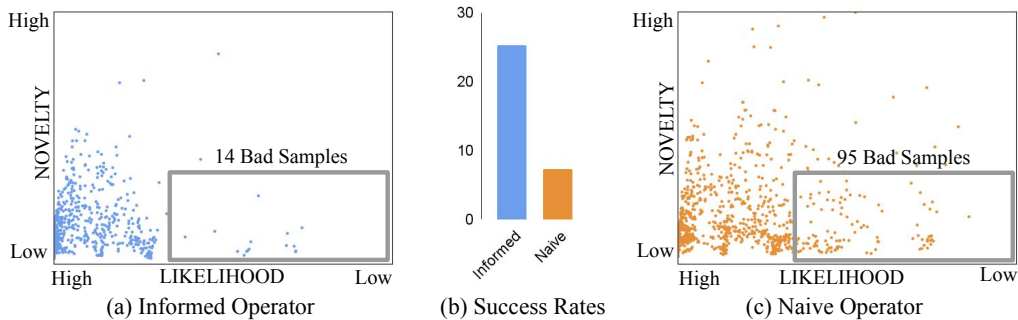 High
NOVELTY
Low
14 Bad Samples
High
LIKELIHOOD
Low
(a) Informed Operator
30
20
10
0
Informed
Naive
(b) Success Rates
High
NOVELTY
Low
95 Bad Samples
High
LIKELIHOOD
Low
(c) Naive Operator